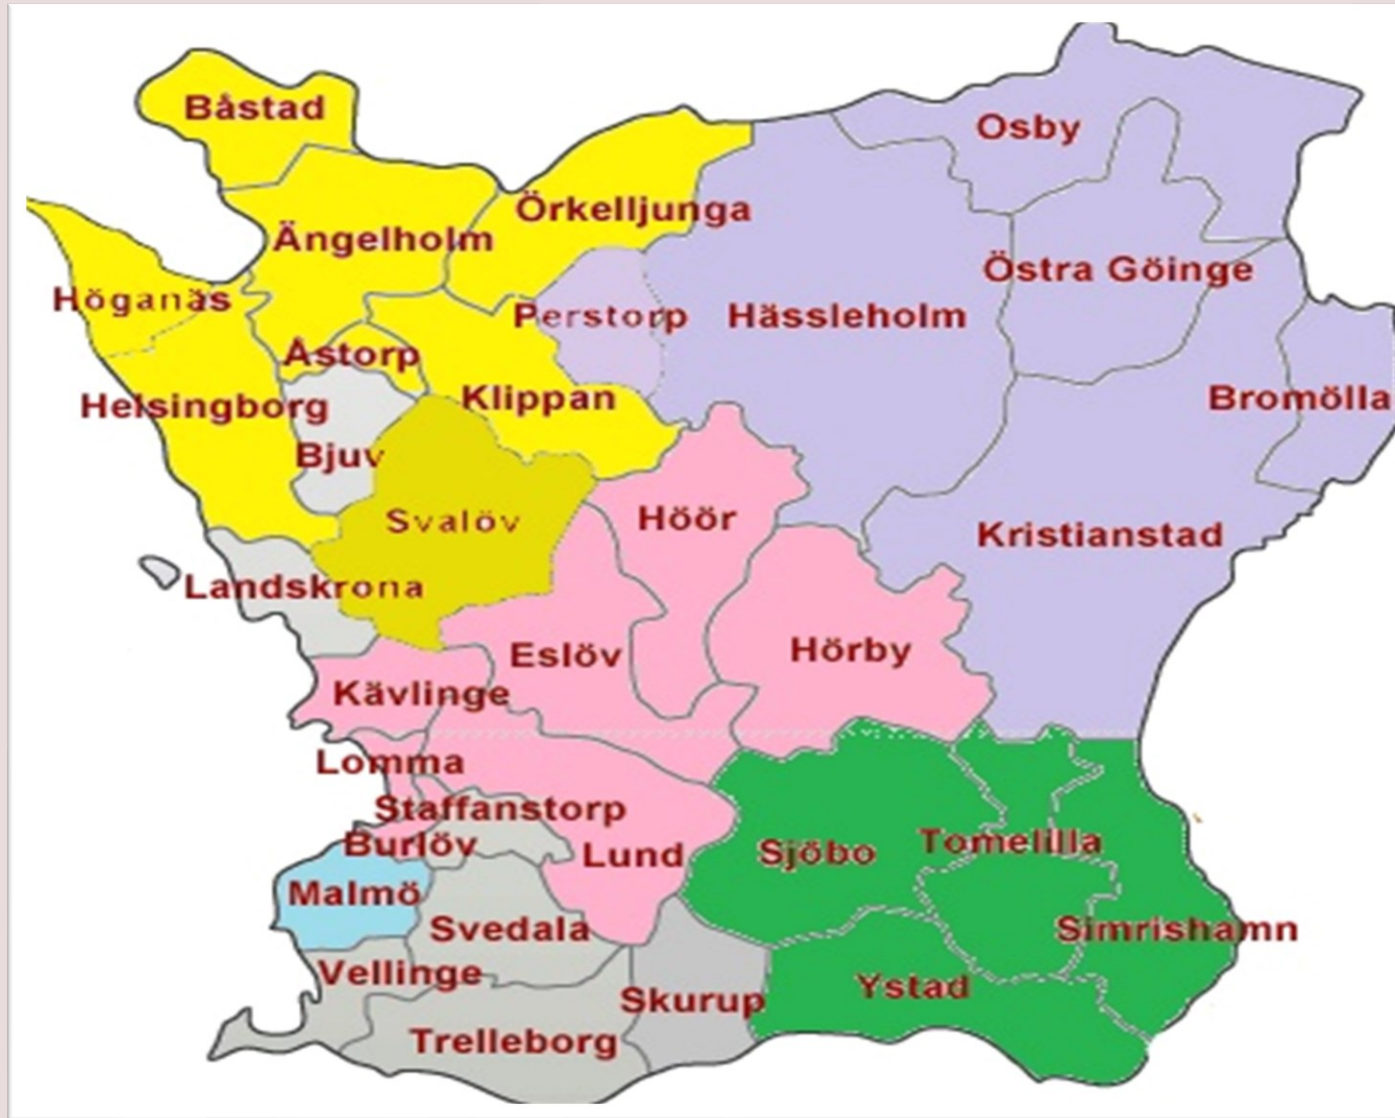 Båstad
Osby
Örkelljunga
Ängelholm
Östra Göinge
Höganäs
Perstorp
Hässleholm
Åstorp
Klippan
Bromölla
Helsingborg
Bjuv
Svalöv
Höör
Kristianstad
Landskrona
Eslöv
Hörby
Kävlinge
Lomma
Staffanstorp
Burlöv
Lund
Sjöbo
Tomelilla
Malmö
Svedala
Simrishamn
Vellinge
Ystad
Skurup
Trelleborg